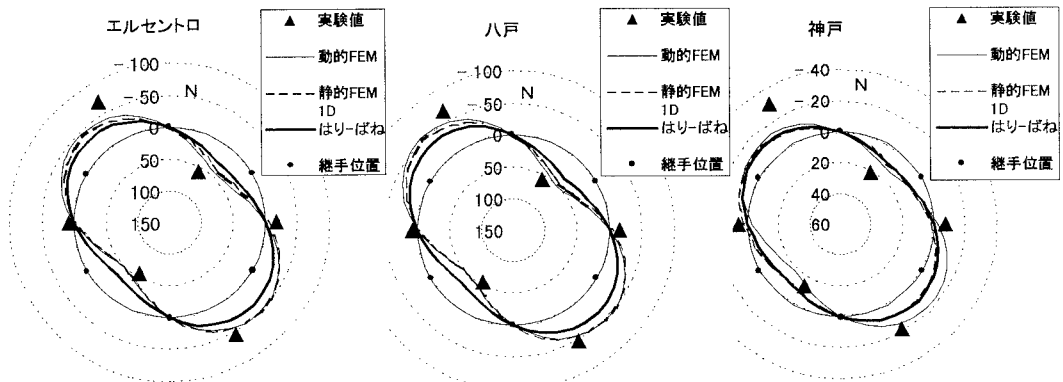 エルセントロ
-100
-50
0
50
100
150
N
実験値
動的FEM
静的FEM
1D
はり-ばね
継手位置
八戸
-100
-50
0
50
100
150
N
実験値
動的FEM
静的FEM
1D
はり-ばね
継手位置
神戸
-40
-20
0
20
40
60
N
実験値
動的FEM
静的FEM
1D
はり-ばね
継手位置